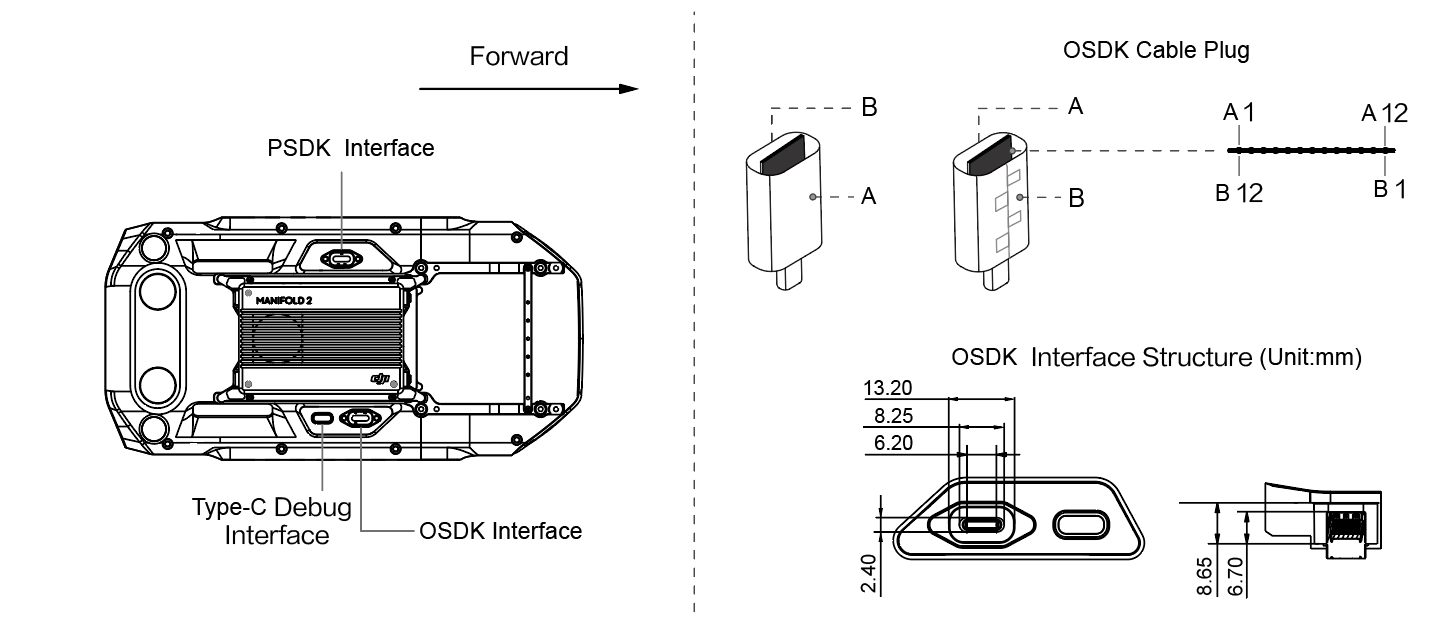 Forward
PSDK Interface
MANIFOLD 2
dji
Type-C Debug
Interface
OSDK Interface
OSDK Cable Plug
B
A
A
B
A 1
A 12
B 12
B 1
OSDK Interface Structure (Unit:mm)
13.20
8.25
6.20
2.40
8.65
6.70